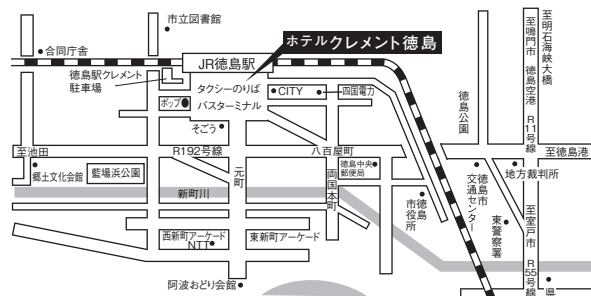 市立図書館
合同庁舎
ホテルクレメント徳島
JR徳島駅
徳島駅クレメント
駐車場
タクシーのりば
バスターミナル
ポップ
CITY
四国電力
そごう
至池田
R192号線
八百屋町
郷土文化会館
藍場浜公園
元町
徳島中央
郵便局
両国本町
新町川
西新町アーケード
東新町アーケード
NTT
阿波おどり会館
徳島公園
至鳴門市 徳島空港 R11号線
至明石海峡大橋
至徳島港
地方裁判所
徳島市
交通センター
徳島
市役所
東警察署
至室戸市 R55号線
県